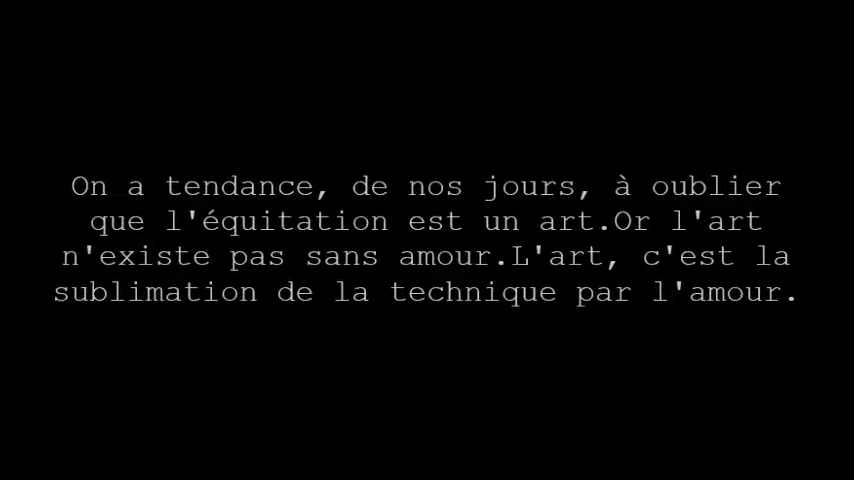 On a tendance, de nos jours, à oublier
que l'équitation est un art.Or l'art
n'existe pas sans amour.L'art, c'est la
sublimation de la technique par l'amour.